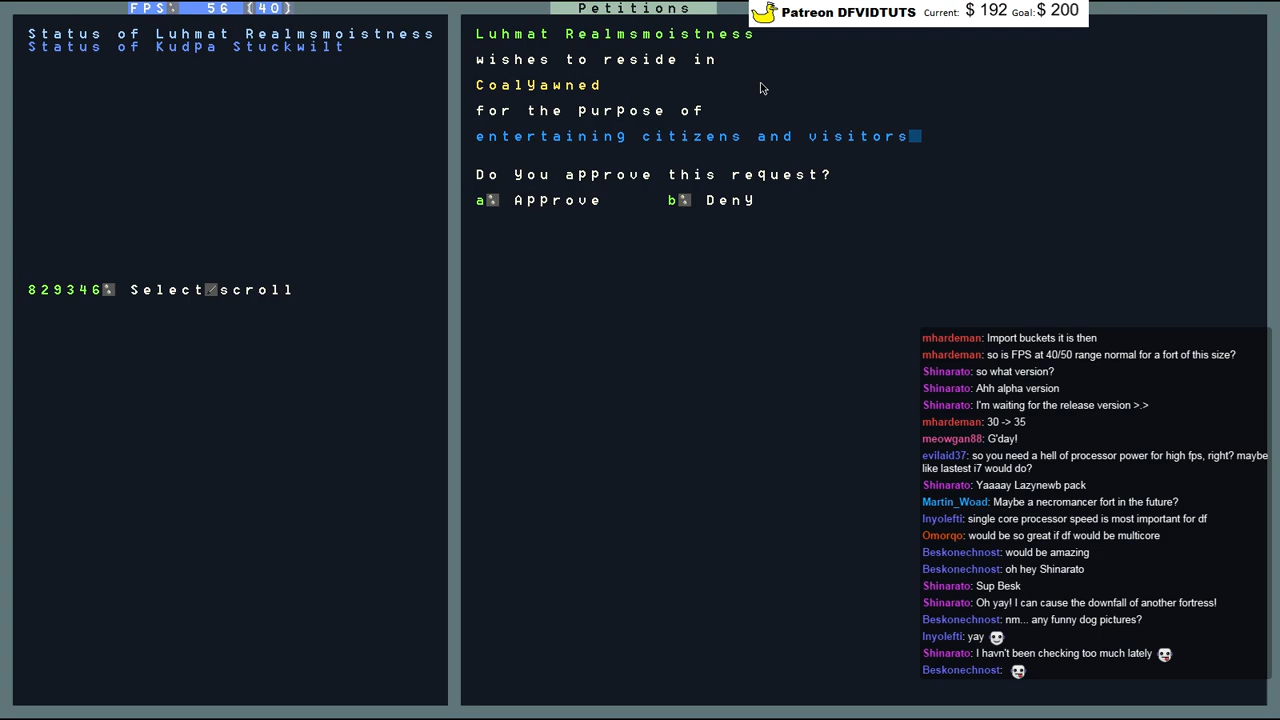 FPS: 56 (40)
Petitions
Patreon DFVIDTUTS Current: $ 192 Goal: $ 200
Status of Luhmat Realmsmoistness
Status of Kudpa Stuckwilt
829346: Select/scroll
Luhmat Realmsmoistness
wishes to reside in
CoalYawned
for the purpose of
entertaining citizens and visitors
Do you approve this request?
a: Approve b: Deny
mhardeman: Import buckets it is then
mhardeman: so is FPS at 40/50 range normal for a fort of this size?
Shinarato: so what version?
Shinarato: Ahh alpha version
Shinarato: I'm waiting for the release version >.>
mhardeman: 30 -> 35
meowgan88: G'day!
evilaid37: so you need a hell of processor power for high fps, right? maybe
like lastest i7 would do?
Shinarato: Yaaaay Lazynewb pack
Martin_Woad: Maybe a necromancer fort in the future?
Inyolefti: single core processor speed is most important for df
Omorqo: would be so great if df would be multicore
Beskonechnost: would be amazing
Beskonechnost: oh hey Shinarato
Shinarato: Sup Besk
Shinarato: Oh yay! I can cause the downfall of another fortress!
Beskonechnost: nm... any funny dog pictures?
Inyolefti: yay
Shinarato: I havn't been checking too much lately
Beskonechnost: